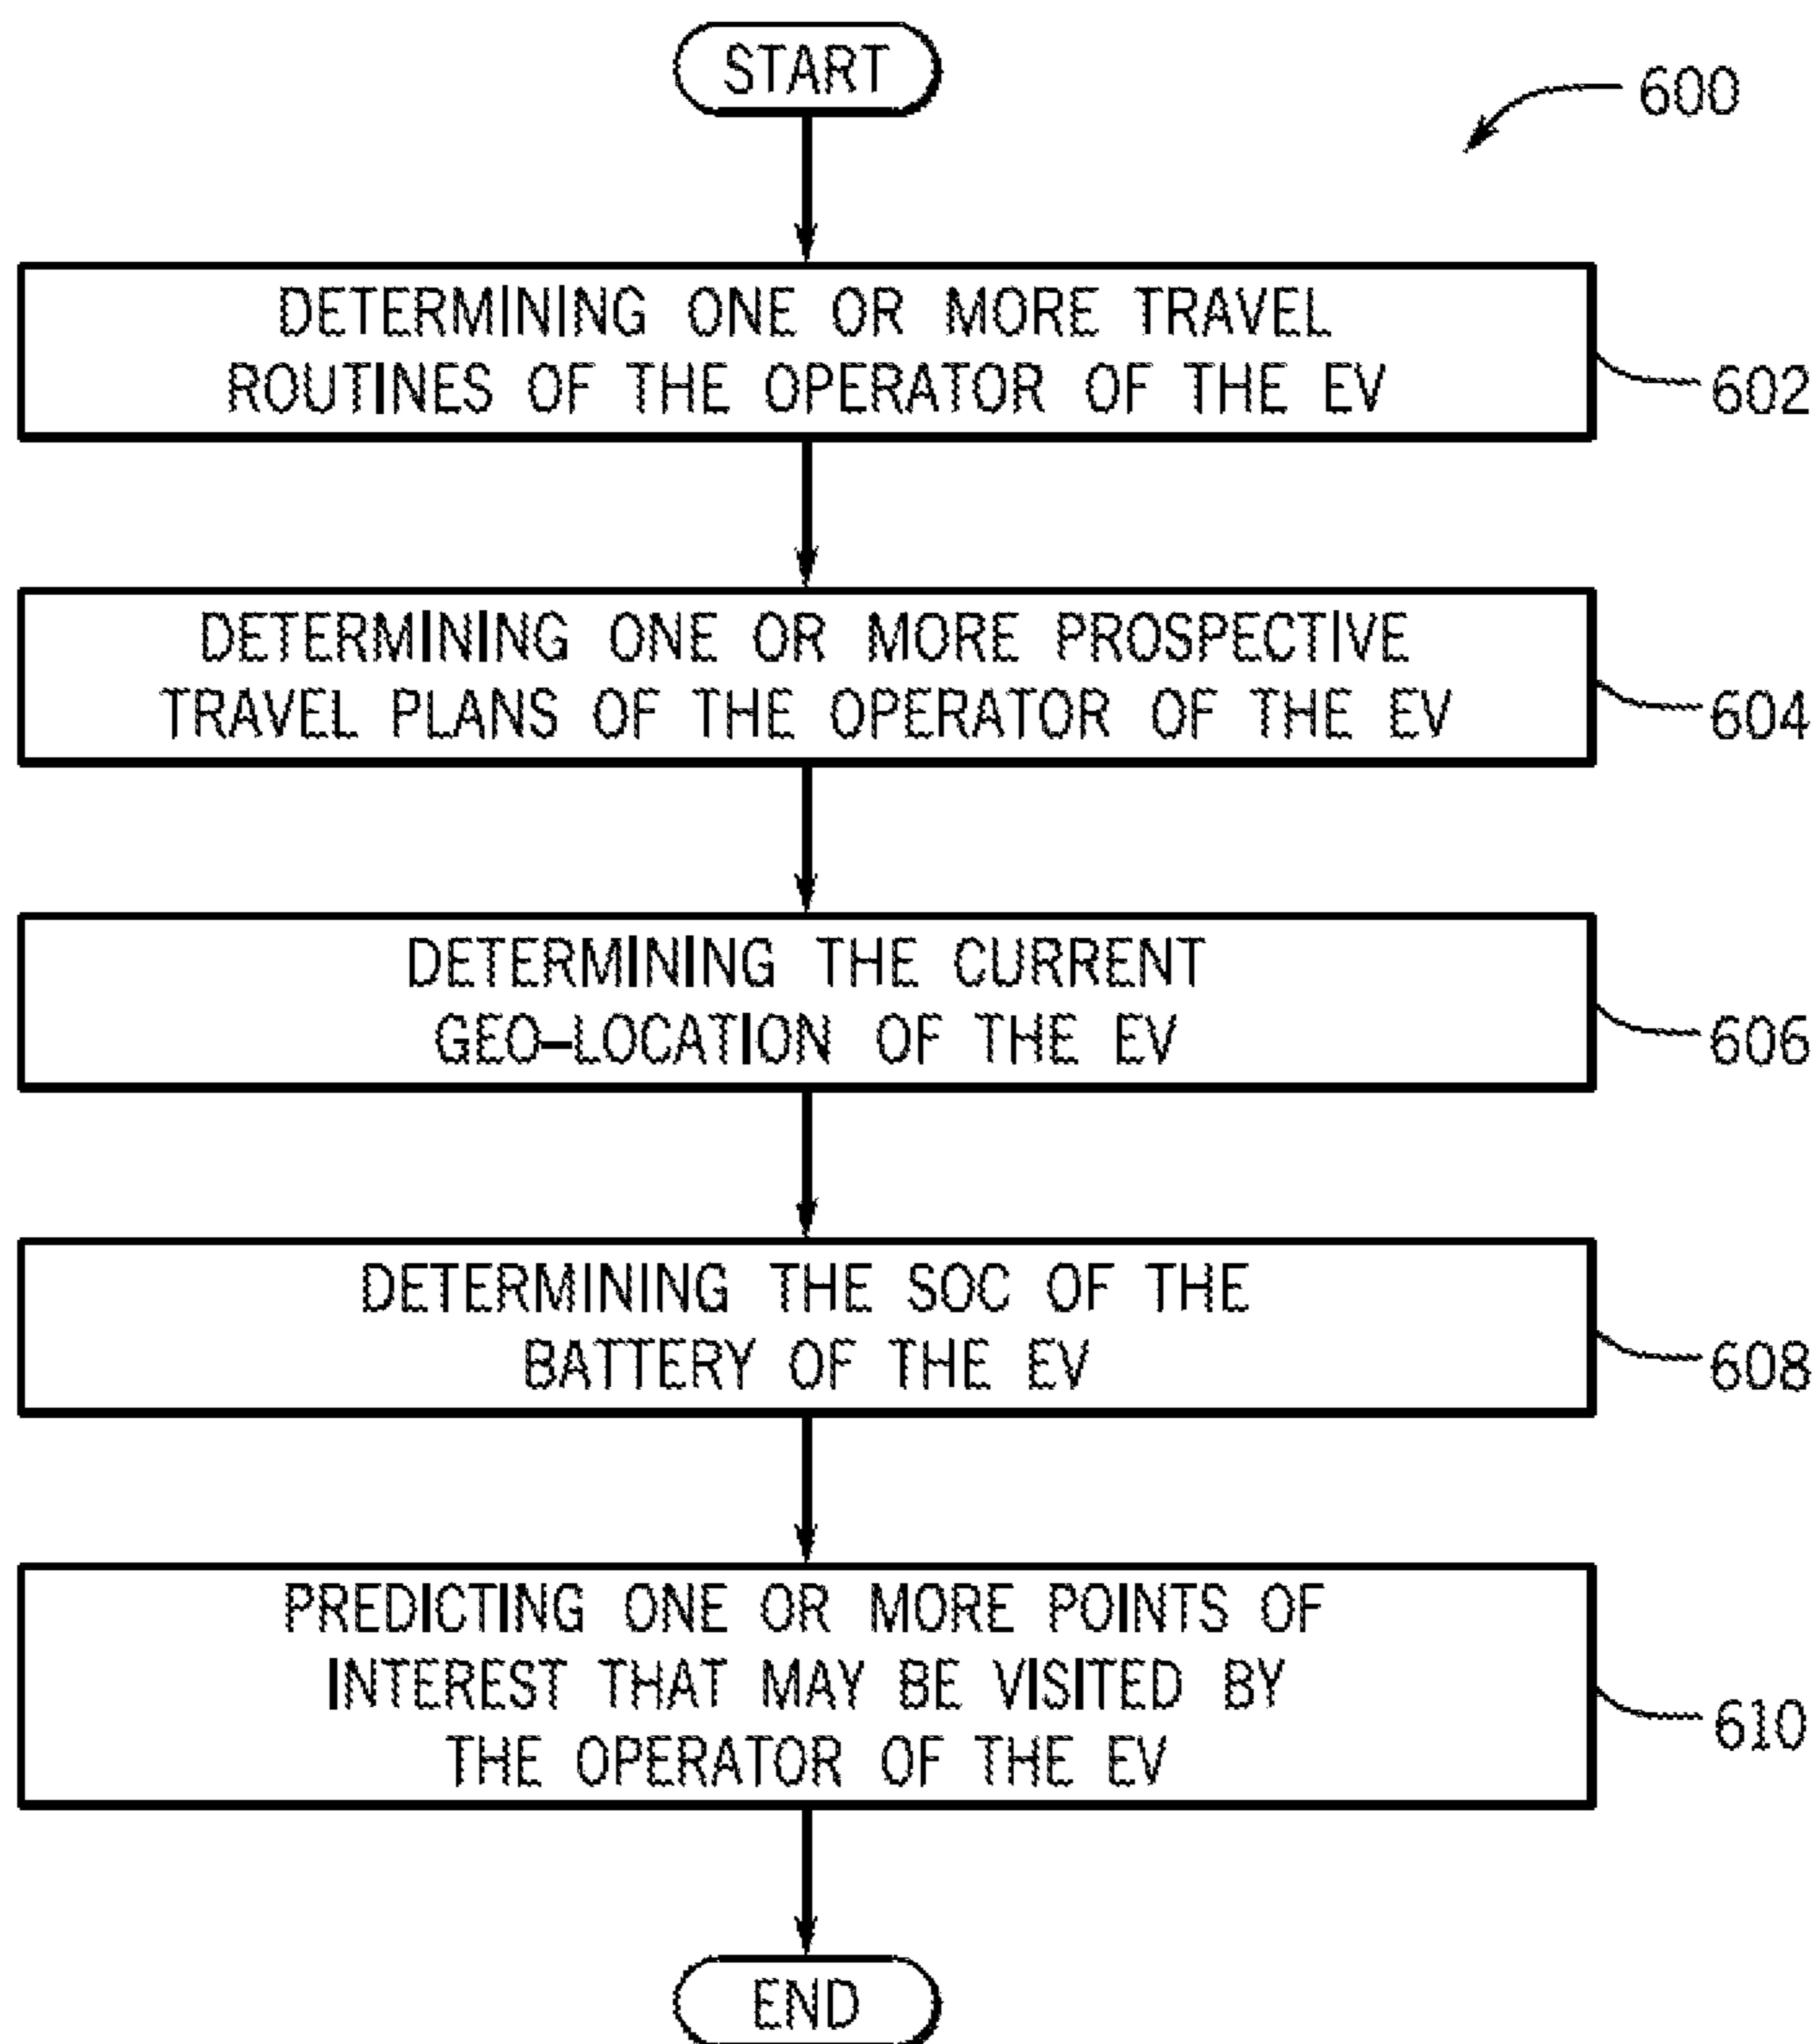 START
600
DETERMINING ONE OR MORE TRAVEL
ROUTINES OF THE OPERATOR OF THE EV
602
DETERMINING ONE OR MORE PROSPECTIVE
TRAVEL PLANS OF THE OPERATOR OF THE EV
604
DETERMINING THE CURRENT
GEO-LOCATION OF THE EV
606
DETERMINING THE SOC OF THE
BATTERY OF THE EV
608
PREDICTING ONE OR MORE POINTS OF
INTEREST THAT MAY BE VISITED BY
THE OPERATOR OF THE EV
610
END